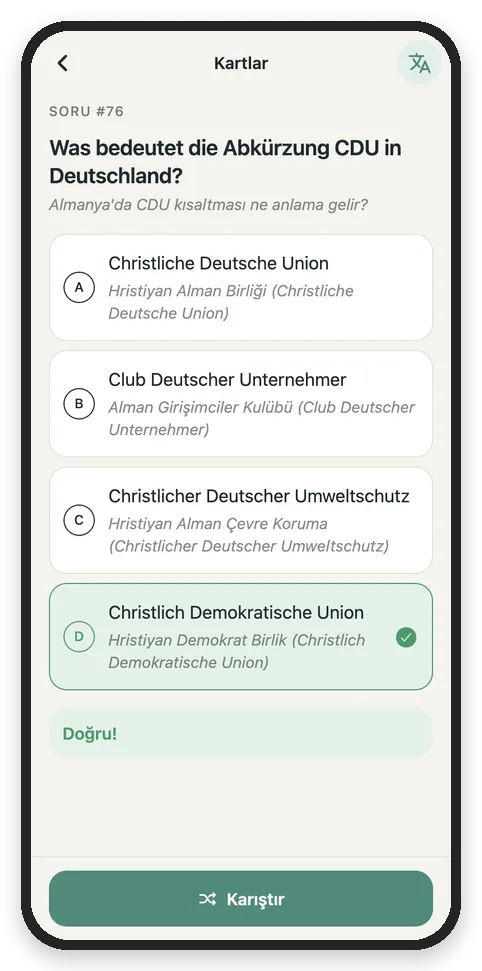 Kartlar
SORU #76
Was bedeutet die Abkürzung CDU in
Deutschland?
Almanya'da CDU kısaltması ne anlama gelir?
A
Christliche Deutsche Union
Hristiyan Alman Birliği (Christliche
Deutsche Union)
B
Club Deutscher Unternehmer
Alman Girişimciler Kulübü (Club Deutscher
Unternehmer)
C
Christlicher Deutscher Umweltschutz
Hristiyan Alman Çevre Koruma
(Christlicher Deutscher Umweltschutz)
D
Christlich Demokratische Union
Hristiyan Demokrat Birlik (Christlich
Demokratische Union)
Doğru!
Karıştır